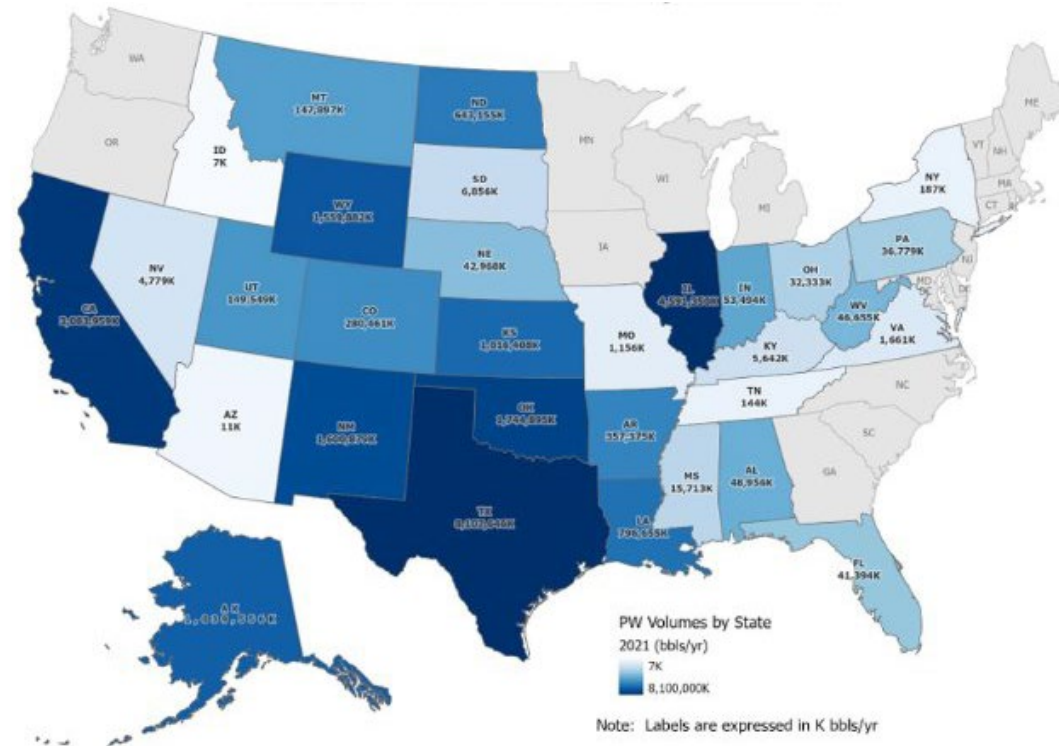 WA
OR
ID
7K
MT
147,897K
ND
SD
6,856K
MN
WI
MI
IA
NY
187K
ME
VT
NH
MA
CT
RI
NJ
MD
DC
DE
PA
36,779K
OH
32,333K
IN
53,494K
IL
WV
46,655K
VA
1,661K
KY
5,642K
NC
SC
GA
TN
144K
MO
1,156K
WY
NE
42,968K
NV
4,779K
UT
149,549K
CO
280,461K
KS
CA
AZ
11K
NM
OK
AR
357,375K
MS
15,713K
AL
48,956K
LA
TX
FL
41,394K
AK
PW Volumes by State
2021 (bbls/yr)
7K
8,100,000K
Note: Labels are expressed in K bbls/yr